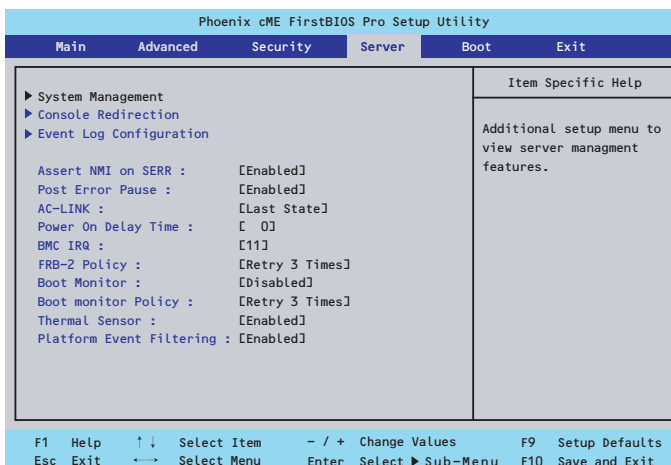 Phoenix cME FirstBIOS Pro Setup Utility
Main Advanced Security Server Boot Exit
▶ System Management
▶ Console Redirection
▶ Event Log Configuration
Assert NMI on SERR : [Enabled]
Post Error Pause : [Enabled]
AC-LINK : [Last State]
Power On Delay Time : [ 0]
BMC IRQ : [11]
FRB-2 Policy : [Retry 3 Times]
Boot Monitor : [Disabled]
Boot monitor Policy : [Retry 3 Times]
Thermal Sensor : [Enabled]
Platform Event Filtering : [Enabled]
Item Specific Help
Additional setup menu to
view server managment
features.
F1 Help ↑↓ Select Item - / + Change Values F9 Setup Defaults
Esc Exit ←→ Select Menu Enter Select ▶ Sub-Menu F10 Save and Exit